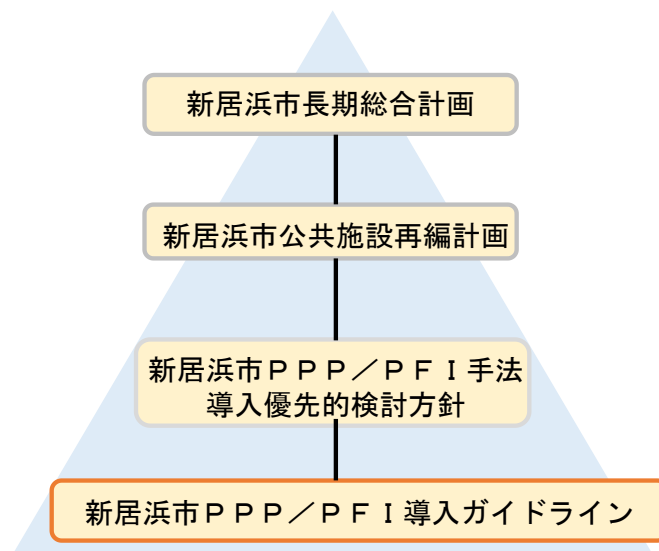 新居浜市長期総合計画
新居浜市公共施設再編計画
新居浜市ＰＰＰ／ＰＦＩ手法
導入優先的検討方針
新居浜市ＰＰＰ／ＰＦＩ導入ガイドライン